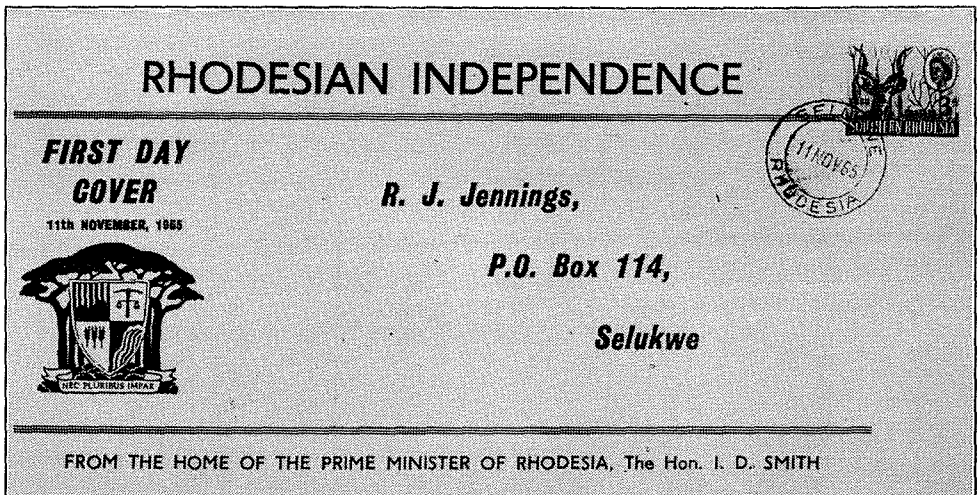 RHODESIAN INDEPENDENCE
3d
SOUTHERN RHODESIA
11 NOV 65
RHODESIA
FIRST DAY
COVER
11th NOVEMBER, 1965
R. J. Jennings,
P.O. Box 114,
Selukwe
NEC PLURIBUS IMPAR
FROM THE HOME OF THE PRIME MINISTER OF RHODESIA, The Hon. I. D. SMITH